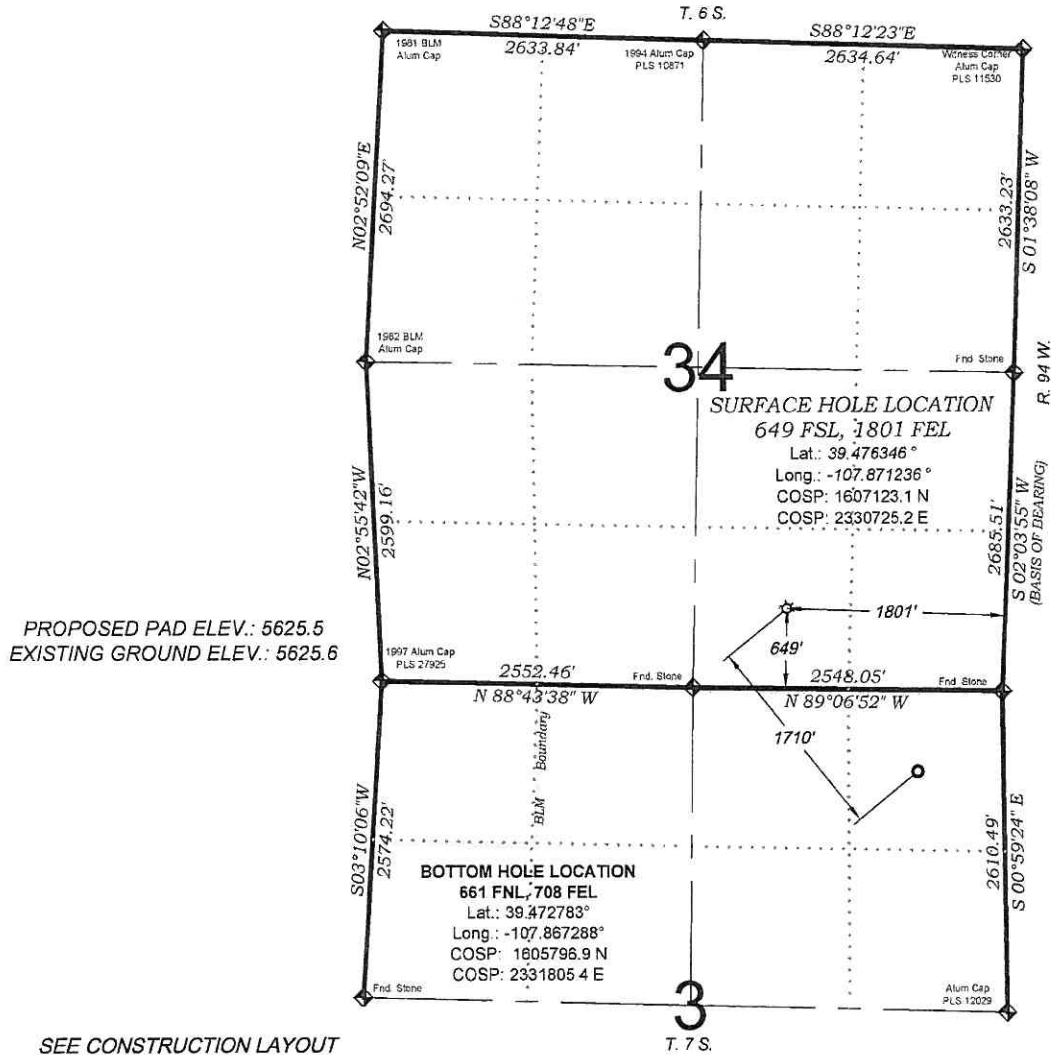 T. 6 S.
S88°12'48"E
2633.84'
S88°12'23"E
2634.64'
1981 BLM
Alum Cap
1994 Alum Cap
PLS 10871
Witness Corner
Alum Cap
PLS 11530
N02°52'09"E
2694.27'
2633.23'
S 01°38'08" W
1982 BLM
Alum Cap
34
Fnd Stone
R. 94 W.
SURFACE HOLE LOCATION
649 FSL, 1801 FEL
Lat.: 39.476346°
Long.: -107.871236°
COSP: 1607123.1 N
COSP: 2330725.2 E
N02°55'42"W
2599.16'
2685.51'
S 02°03'55" W
(BASIS OF BEARING)
PROPOSED PAD ELEV.: 5625.5
EXISTING GROUND ELEV.: 5625.6
1801'
649'
1997 Alum Cap
PLS 27925
2552.46'
N 88°43'38" W
Fnd. Stone
2548.05'
N 89°06'52" W
Fnd Stone
1710'
BLM Boundary
S03°10'06"W
2574.22'
2610.49'
S 00°59'24" E
BOTTOM HOLE LOCATION
661 FNL, 708 FEL
Lat.: 39.472783°
Long.: -107.867288°
COSP: 1605796.9 N
COSP: 2331805.4 E
Fnd. Stone
3
Alum Cap
PLS 12029
SEE CONSTRUCTION LAYOUT
T. 7 S.